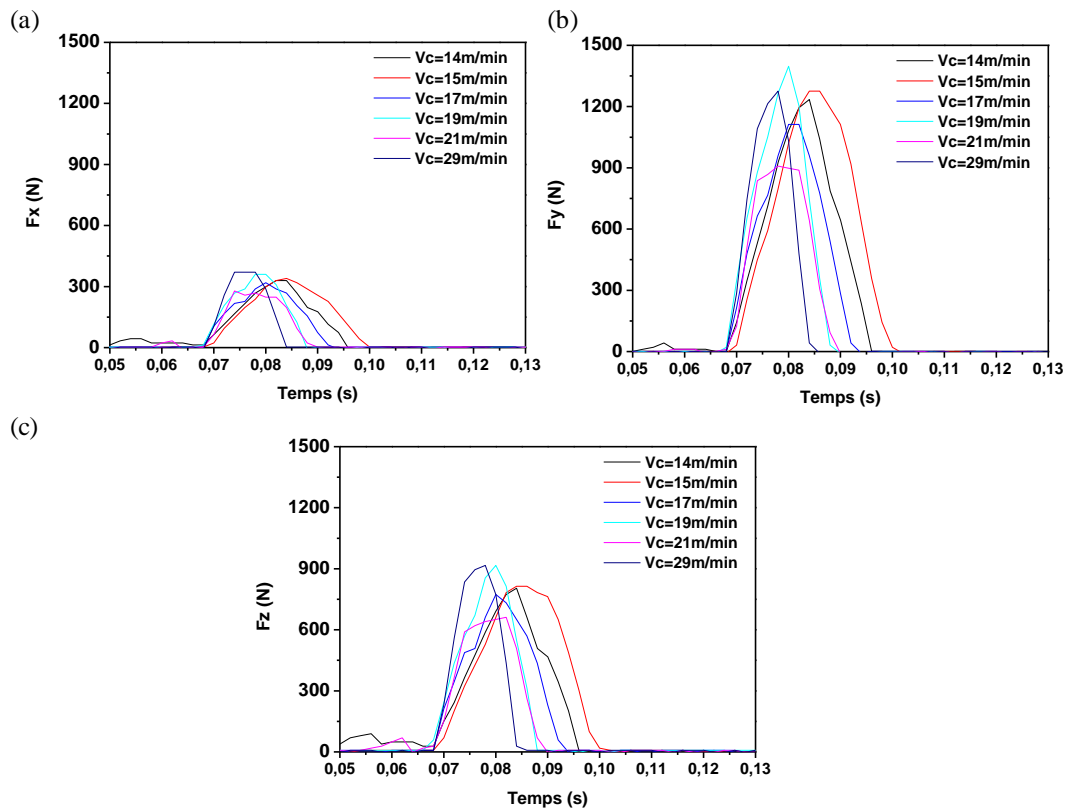 (a)
Fx (N)
1500
1200
900
600
300
0
0,05 0,06 0,07 0,08 0,09 0,10 0,11 0,12 0,13
Temps (s)
Vc=14m/min
Vc=15m/min
Vc=17m/min
Vc=19m/min
Vc=21m/min
Vc=29m/min
(b)
Fy (N)
1500
1200
900
600
300
0
0,05 0,06 0,07 0,08 0,09 0,10 0,11 0,12 0,13
Temps (s)
Vc=14m/min
Vc=15m/min
Vc=17m/min
Vc=19m/min
Vc=21m/min
Vc=29m/min
(c)
Fz (N)
1500
1200
900
600
300
0
0,05 0,06 0,07 0,08 0,09 0,10 0,11 0,12 0,13
Temps (s)
Vc=14m/min
Vc=15m/min
Vc=17m/min
Vc=19m/min
Vc=21m/min
Vc=29m/min